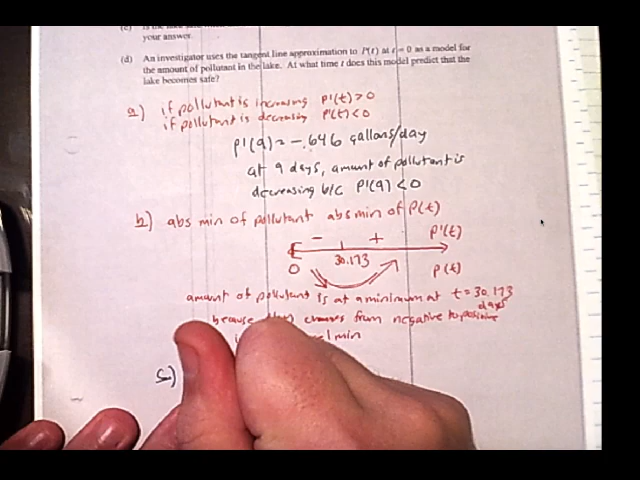 your answer.
(d) An investigator uses the tangent line approximation to P(t) at t = 0 as a model for
the amount of pollutant in the lake. At what time t does this model predict that the
lake becomes safe?
a) if pollutant is increasing P'(t) > 0
if pollutant is decreasing P'(t) < 0
P'(9) = -.646 gallons/day
at 9 days, amount of pollutant is
decreasing b/c P'(9) < 0
b) abs min of pollutant abs min of P(t)
- + P'(t)
0 30.173 P(t)
amount of pollutant is at a minimum at t = 30.173
days
because changes from negative to positive
min
c)